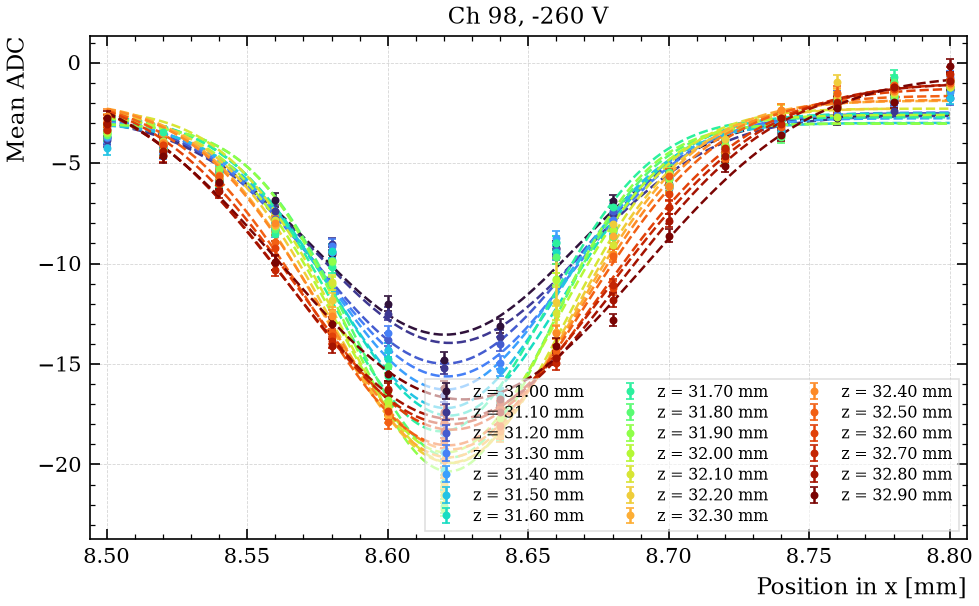 Ch 98, -260 V
Mean ADC
0
−5
−10
−15
−20
z = 31.00 mm
z = 31.10 mm
z = 31.20 mm
z = 31.30 mm
z = 31.40 mm
z = 31.50 mm
z = 31.60 mm
z = 31.70 mm
z = 31.80 mm
z = 31.90 mm
z = 32.00 mm
z = 32.10 mm
z = 32.20 mm
z = 32.30 mm
z = 32.40 mm
z = 32.50 mm
z = 32.60 mm
z = 32.70 mm
z = 32.80 mm
z = 32.90 mm
8.50 8.55 8.60 8.65 8.70 8.75 8.80
Position in x [mm]